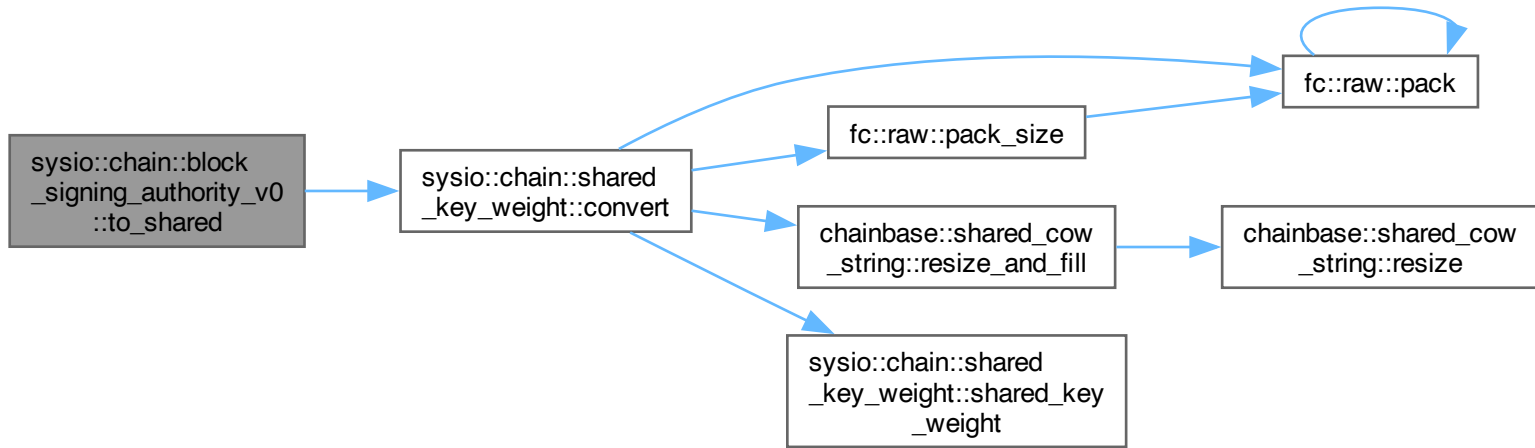 sysio::chain::block
_signing_authority_v0
::to_shared
sysio::chain::shared
_key_weight::convert
fc::raw::pack
fc::raw::pack_size
chainbase::shared_cow
_string::resize_and_fill
chainbase::shared_cow
_string::resize
sysio::chain::shared
_key_weight::shared_key
_weight